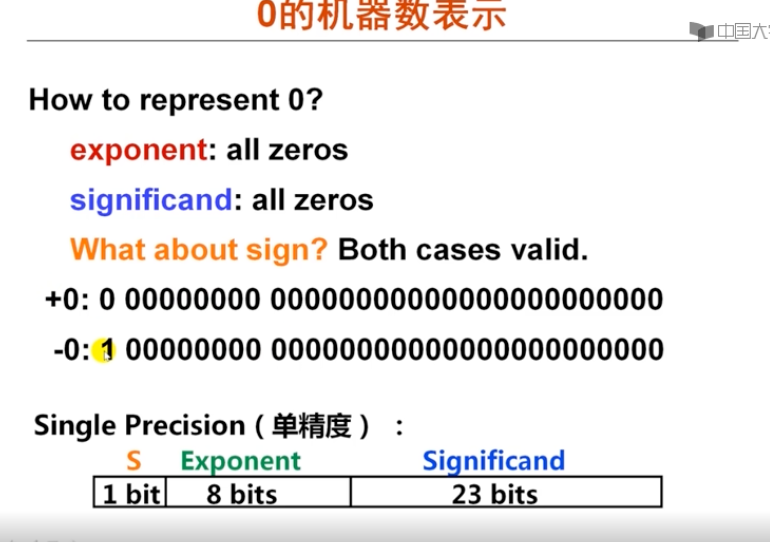 0的机器数表示
中国大
How to represent 0?
exponent: all zeros
significand: all zeros
What about sign? Both cases valid.
+0: 0 00000000 00000000000000000000000
-0: 1 00000000 00000000000000000000000
Single Precision（单精度）：
S Exponent Significand
1 bit 8 bits 23 bits